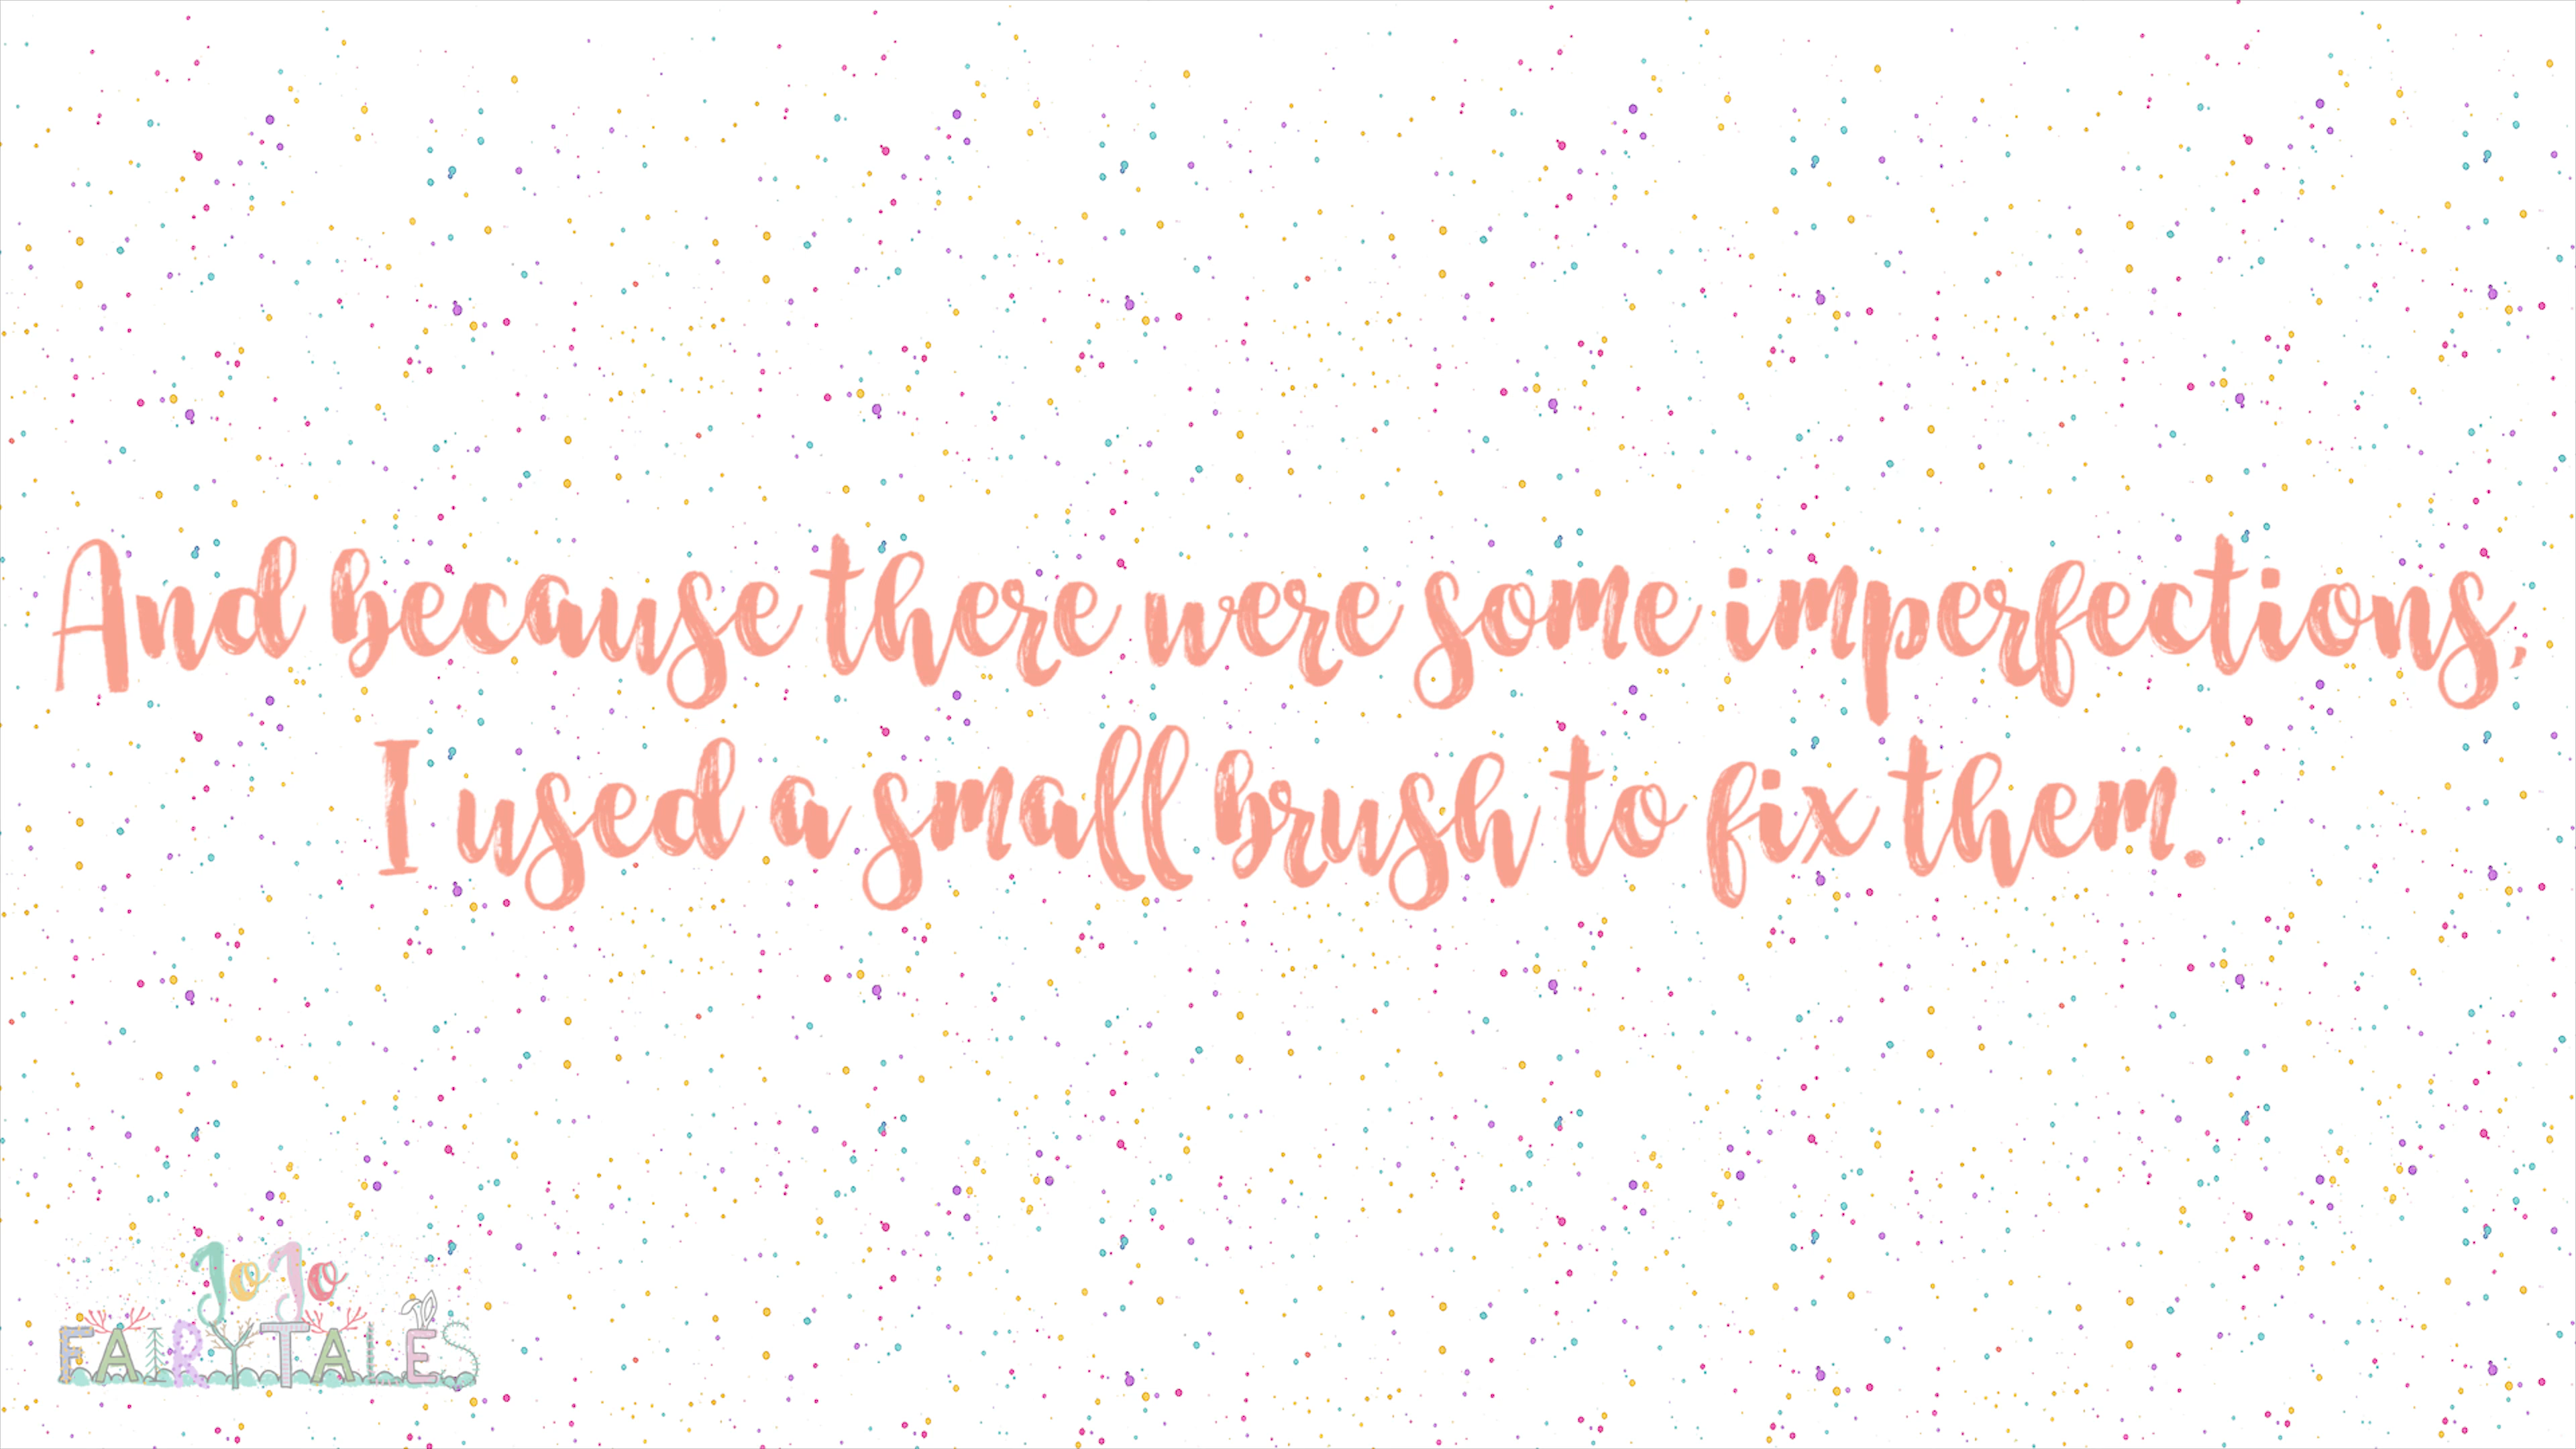 And because there were some imperfections,
I used a small brush to fix them.
JoJo
FAIRYTALES